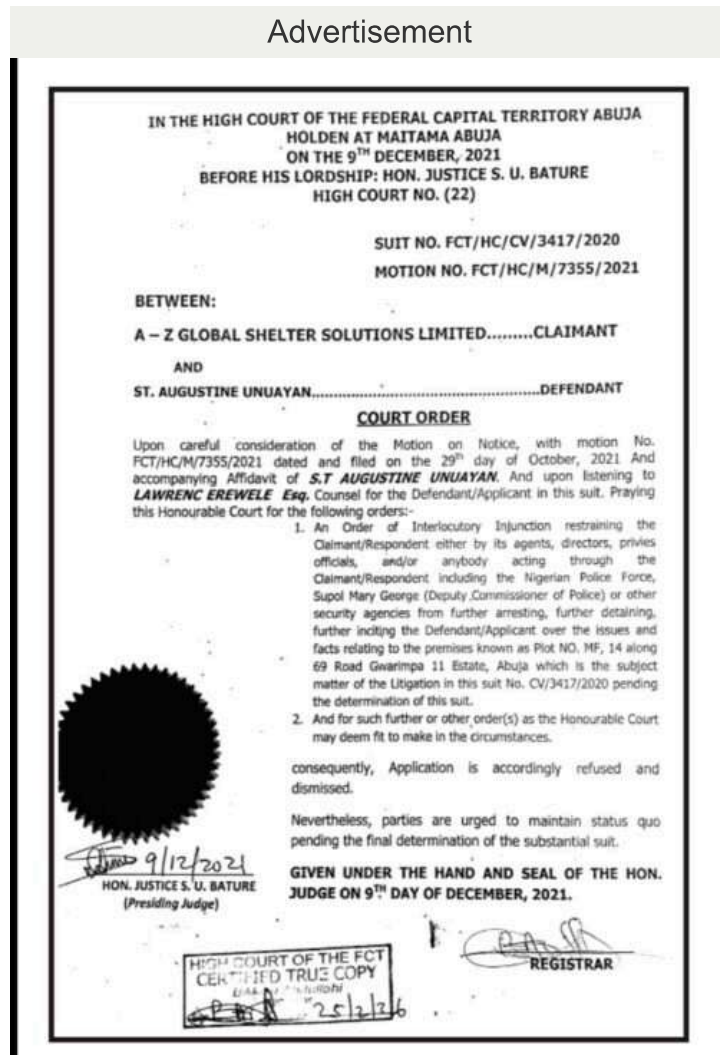 Advertisement
IN THE HIGH COURT OF THE FEDERAL CAPITAL TERRITORY ABUJA
HOLDEN AT MAITAMA ABUJA
ON THE 9TH DECEMBER, 2021
BEFORE HIS LORDSHIP: HON. JUSTICE S. U. BATURE
HIGH COURT NO. (22)
SUIT NO. FCT/HC/CV/3417/2020
MOTION NO. FCT/HC/M/7355/2021
BETWEEN:
A – Z GLOBAL SHELTER SOLUTIONS LIMITED.........CLAIMANT
AND
ST. AUGUSTINE UNUAYAN................................................DEFENDANT
COURT ORDER
Upon careful consideration of the Motion on Notice, with motion No.
FCT/HC/M/7355/2021 dated and filed on the 29th day of October, 2021 And
accompanying Affidavit of S.T AUGUSTINE UNUAYAN. And upon listening to
LAWRENC EREWELE Esq. Counsel for the Defendant/Applicant in this suit. Praying
this Honourable Court for the following orders:-
1. An Order of Interlocutory Injunction restraining the
Claimant/Respondent either by its agents, directors, privies
officials, and/or anybody acting through the
Claimant/Respondent including the Nigerian Police Force,
Supol Mary George (Deputy Commissioner of Police) or other
security agencies from further arresting, further detaining,
further inciting the Defendant/Applicant over the issues and
facts relating to the premises known as Plot NO. MF, 14 along
69 Road Gwarimpa 11 Estate, Abuja which is the subject
matter of the Litigation in this suit No. CV/3417/2020 pending
the determination of this suit.
2. And for such further or other order(s) as the Honourable Court
may deem fit to make in the circumstances.
consequently, Application is accordingly refused and
dismissed.
Nevertheless, parties are urged to maintain status quo
pending the final determination of the substantial suit.
9/12/2021
HON. JUSTICE S. U. BATURE
(Presiding Judge)
GIVEN UNDER THE HAND AND SEAL OF THE HON.
JUDGE ON 9TH DAY OF DECEMBER, 2021.
REGISTRAR
HIGH COURT OF THE FCT
CERTIFIED TRUE COPY
25/2/26